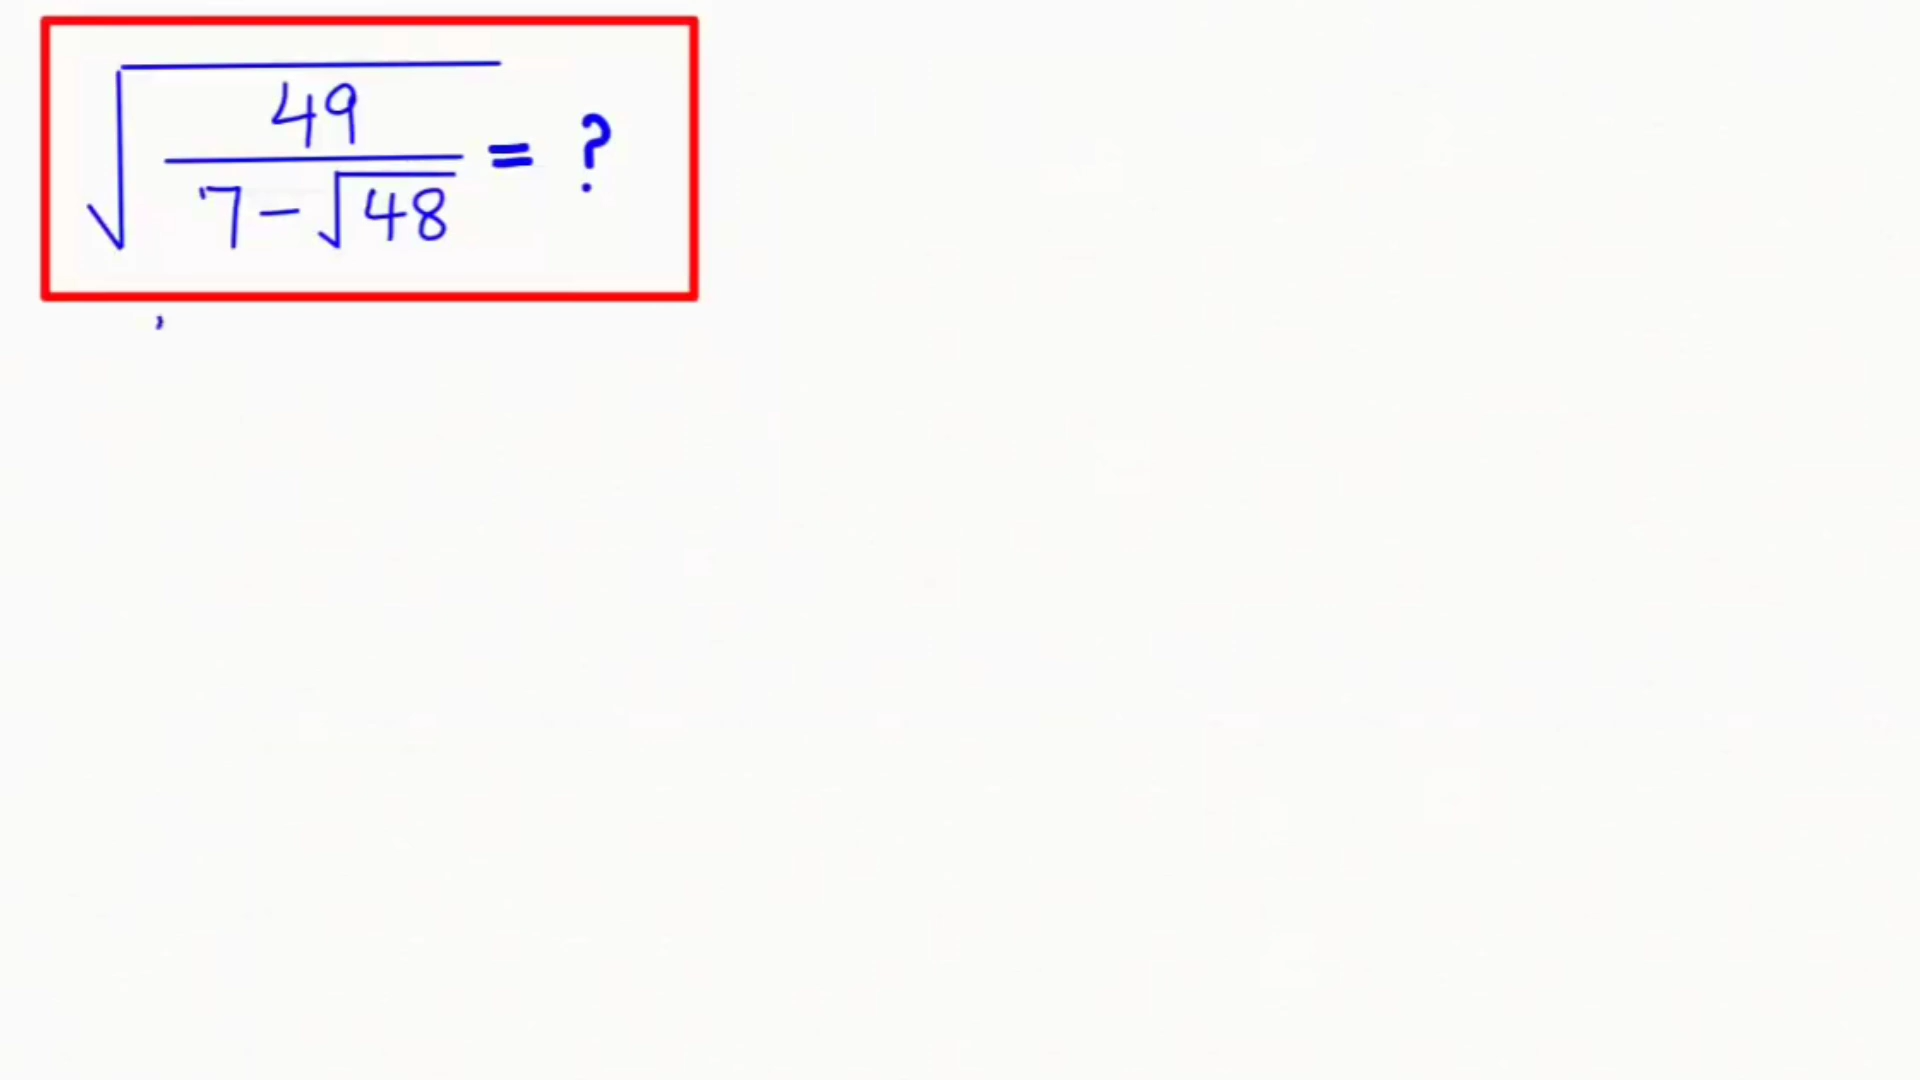 √(49/(7-√48)) = ?